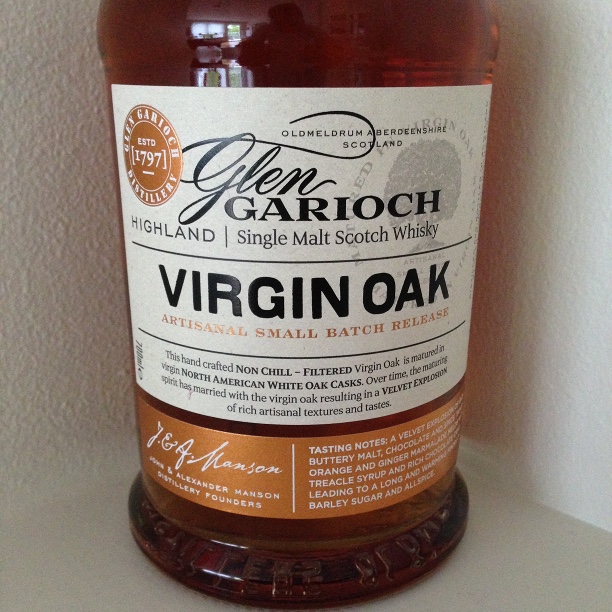 GLEN GARIOCH
ESTD
1797
DISTILLERY
OLDMELDRUM ABERDEENSHIRE
SCOTLAND
Glen
GARIOCH
HIGHLAND | Single Malt Scotch Whisky
VIRGIN OAK
ARTISANAL SMALL BATCH RELEASE
This hand crafted NON CHILL – FILTERED Virgin Oak is matured in
virgin NORTH AMERICAN WHITE OAK CASKS. Over time, the maturing
spirit has married with the virgin oak resulting in a VELVET EXPLOSION
of rich artisanal textures and tastes.
700ml
J. & A. Manson
JOHN & ALEXANDER MANSON
DISTILLERY FOUNDERS
TASTING NOTES: A VELVET EXPLOSION
BUTTERY MALT, CHOCOLATE AND
ORANGE AND GINGER MARMALADE
TREACLE SYRUP AND RICH
LEADING TO A LONG AND
BARLEY SUGAR AND ALLSPICE.